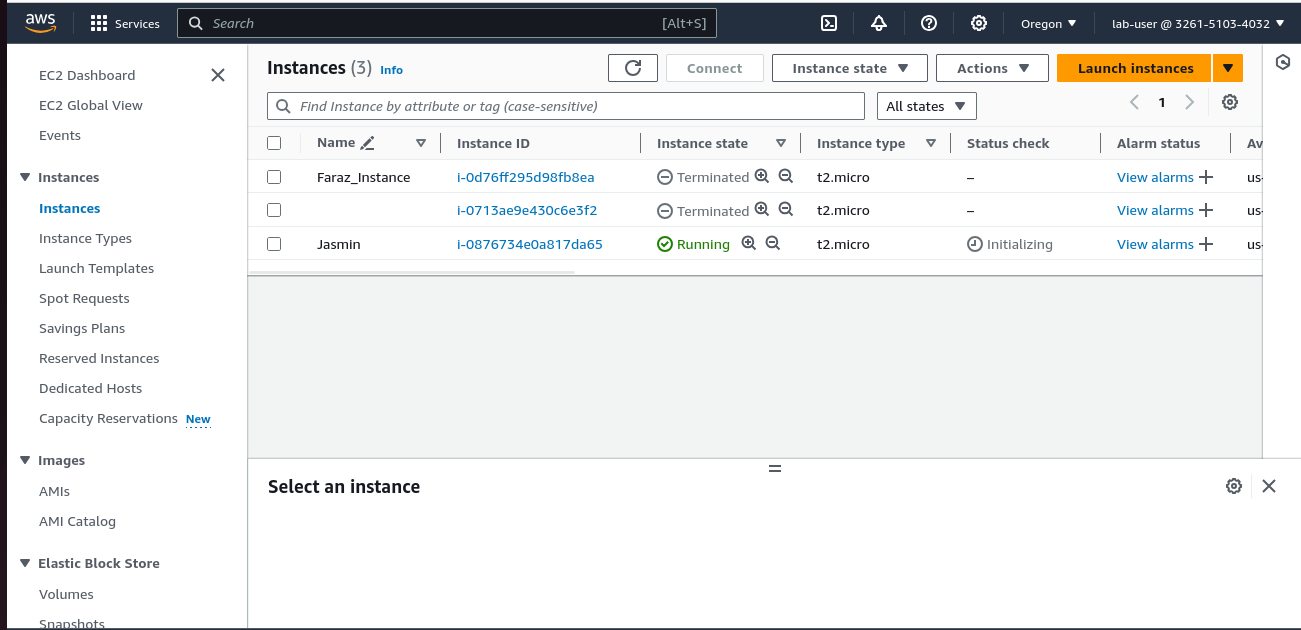 aws Services Search [Alt+S] Oregon lab-user @ 3261-5103-4032
EC2 Dashboard
EC2 Global View
Events
Instances
Instances
Instance Types
Launch Templates
Spot Requests
Savings Plans
Reserved Instances
Dedicated Hosts
Capacity Reservations New
Images
AMIs
AMI Catalog
Elastic Block Store
Volumes
Snapshots
Instances (3) Info Connect Instance state Actions Launch instances
Find Instance by attribute or tag (case-sensitive) All states 1
Name Instance ID Instance state Instance type Status check Alarm status Av
Faraz_Instance i-0d76ff295d98fb8ea Terminated t2.micro – View alarms us-
i-0713ae9e430c6e3f2 Terminated t2.micro – View alarms us-
Jasmin i-0876734e0a817da65 Running t2.micro Initializing View alarms us-
Select an instance